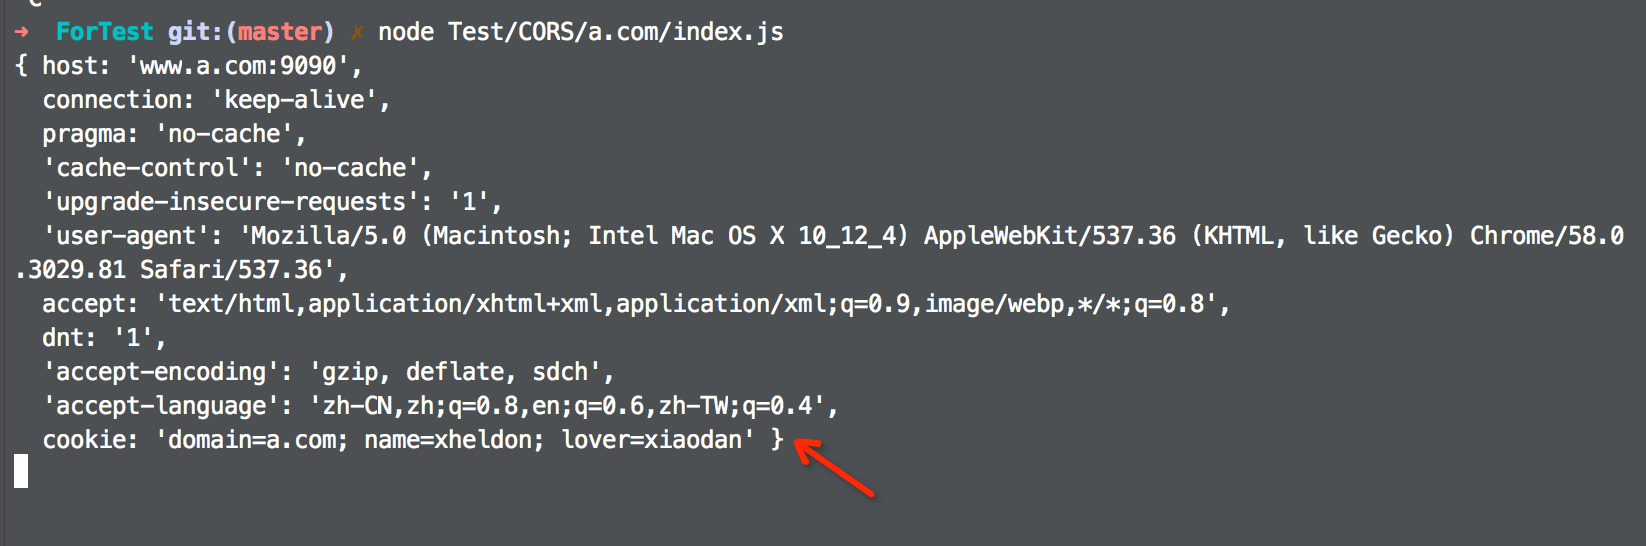 ➜  ForTest git:(master) ✗ node Test/CORS/a.com/index.js
{ host: 'www.a.com:9090',
  connection: 'keep-alive',
  pragma: 'no-cache',
  'cache-control': 'no-cache',
  'upgrade-insecure-requests': '1',
  'user-agent': 'Mozilla/5.0 (Macintosh; Intel Mac OS X 10_12_4) AppleWebKit/537.36 (KHTML, like Gecko) Chrome/58.0
.3029.81 Safari/537.36',
  accept: 'text/html,application/xhtml+xml,application/xml;q=0.9,image/webp,*/*;q=0.8',
  dnt: '1',
  'accept-encoding': 'gzip, deflate, sdch',
  'accept-language': 'zh-CN,zh;q=0.8,en;q=0.6,zh-TW;q=0.4',
  cookie: 'domain=a.com; name=xheldon; lover=xiaodan' }